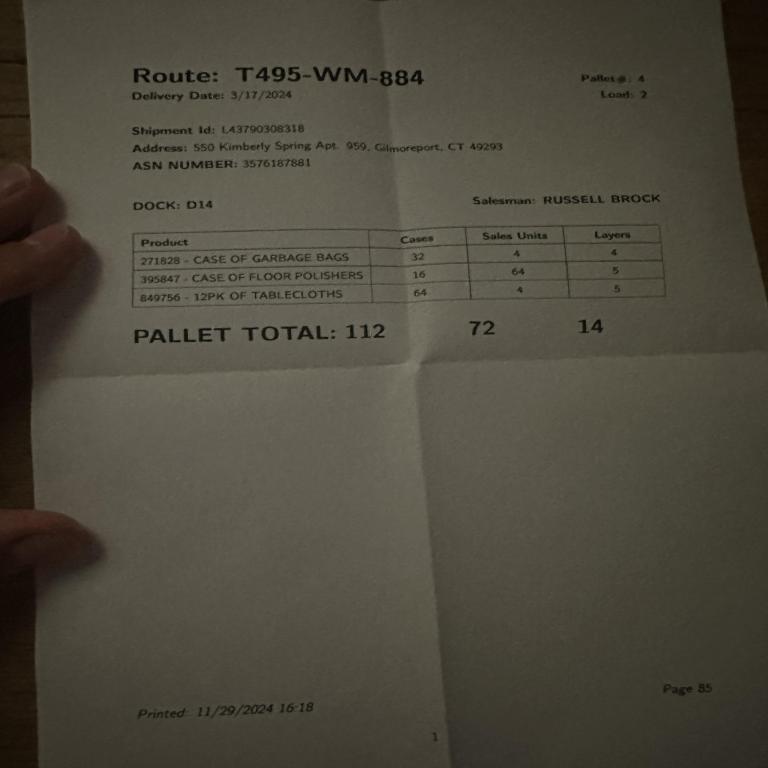 Route: T495-WM-884
Pallet#: 4
Delivery Date: 3/17/2024
Load: 2
Shipment Id: L43790308318
Address: 550 Kimberly Spring Apt. 959, Gilmoreport, CT 49293
ASN NUMBER: 3576187881
DOCK: D14
Salesman: RUSSELL BROCK
Product Cases Sales Units Layers
271828 - CASE OF GARBAGE BAGS 32 4 4
395847 - CASE OF FLOOR POLISHERS 16 64 5
849756 - 12PK OF TABLECLOTHS 64 4 5
PALLET TOTAL: 112 72 14
Page 85
Printed: 11/29/2024 16:18
1